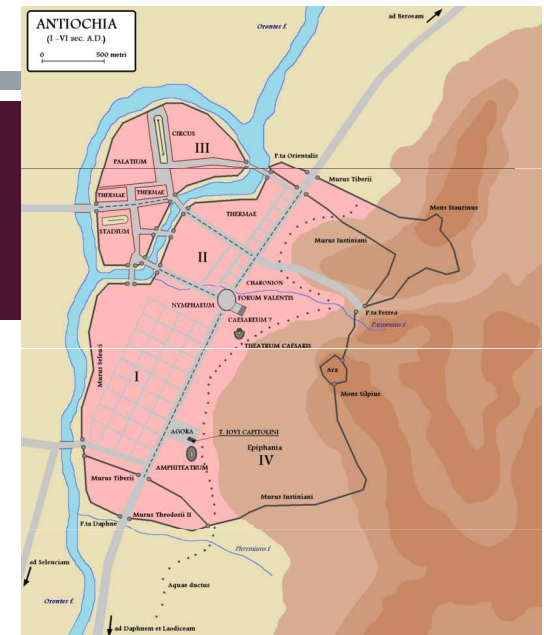 ANTIOCHIA
(I -VI sec. A.D.)
0 500 metri
Orontes f.
ad Beroeam
CIRCUS
III
PALATIUM
P.ta Orientalis
Murus Tiberii
THERMAE
THERMAE
Mons Staurinus
THERMAE
STADIUM
Murus Iustiniani
II
CHARONION
NYMPHAEUM
FORUM VALENTIS
CAESAREUM ?
P.ta Ferrea
Parmenius f.
THEATRUM CAESARIS
Murus Seleuci
I
Arx
Mons Silpius
AGORA
T. IOVI CAPITOLINI
Epiphania
IV
AMPHITEATRUM
Murus Tiberii
Murus Iustiniani
Murus Theodosii II
P.ta Daphne
Phyrminus f.
ad Seleuciam
Aquae ductus
Orontes f.
ad Daphnem et Laodiceam